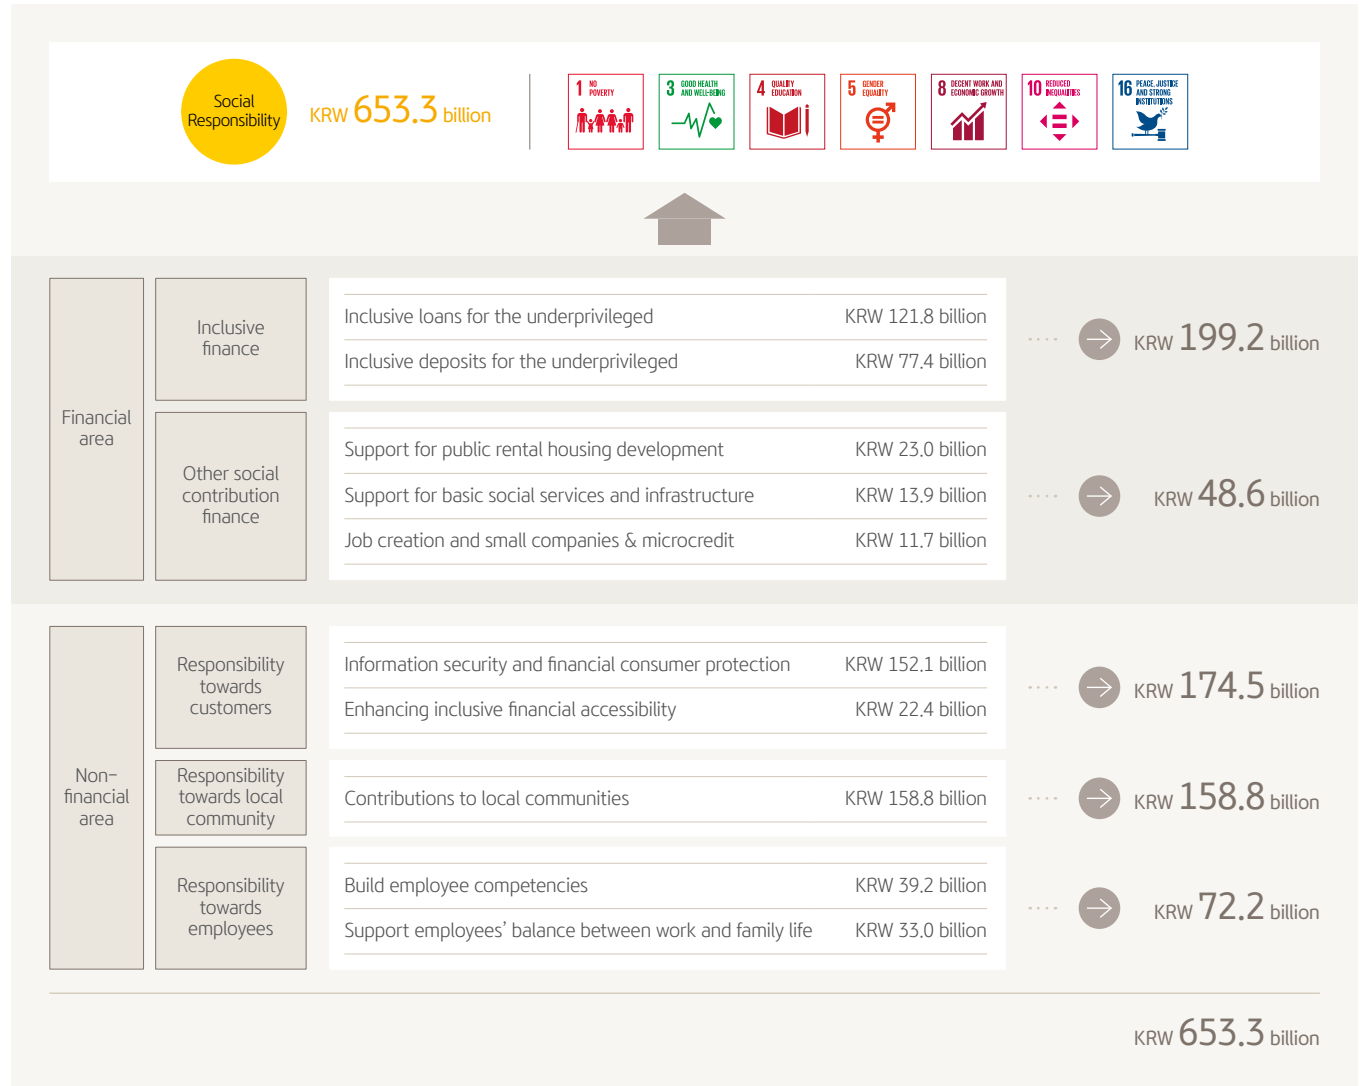 Social
Responsibility
KRW 653.3 billion
1 NO
POVERTY
3 GOOD HEALTH
AND WELL-BEING
4 QUALITY
EDUCATION
5 GENDER
EQUALITY
8 DECENT WORK AND
ECONOMIC GROWTH
10 REDUCED
INEQUALITIES
16 PEACE, JUSTICE
AND STRONG
INSTITUTIONS
Financial
area
Inclusive
finance
Inclusive loans for the underprivileged KRW 121.8 billion
Inclusive deposits for the underprivileged KRW 77.4 billion
KRW 199.2 billion
Other social
contribution
finance
Support for public rental housing development KRW 23.0 billion
Support for basic social services and infrastructure KRW 13.9 billion
Job creation and small companies & microcredit KRW 11.7 billion
KRW 48.6 billion
Non-
financial
area
Responsibility
towards
customers
Information security and financial consumer protection KRW 152.1 billion
Enhancing inclusive financial accessibility KRW 22.4 billion
KRW 174.5 billion
Responsibility
towards local
community
Contributions to local communities KRW 158.8 billion
KRW 158.8 billion
Responsibility
towards
employees
Build employee competencies KRW 39.2 billion
Support employees' balance between work and family life KRW 33.0 billion
KRW 72.2 billion
KRW 653.3 billion